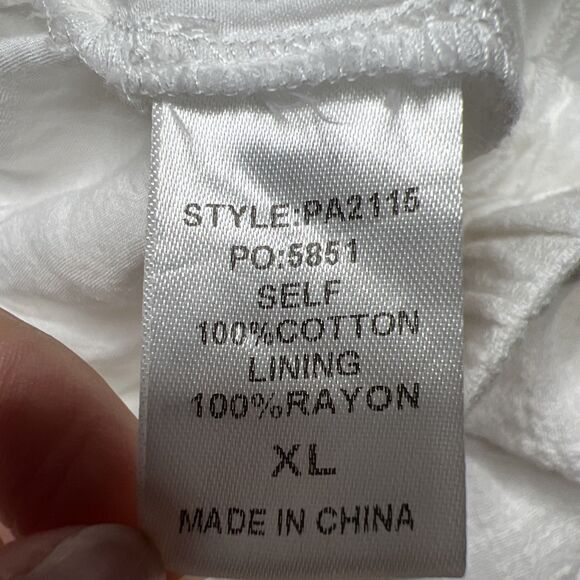 STYLE:PA2115
PO:5851
SELF
100%COTTON
LINING
100%RAYON
XL
MADE IN CHINA